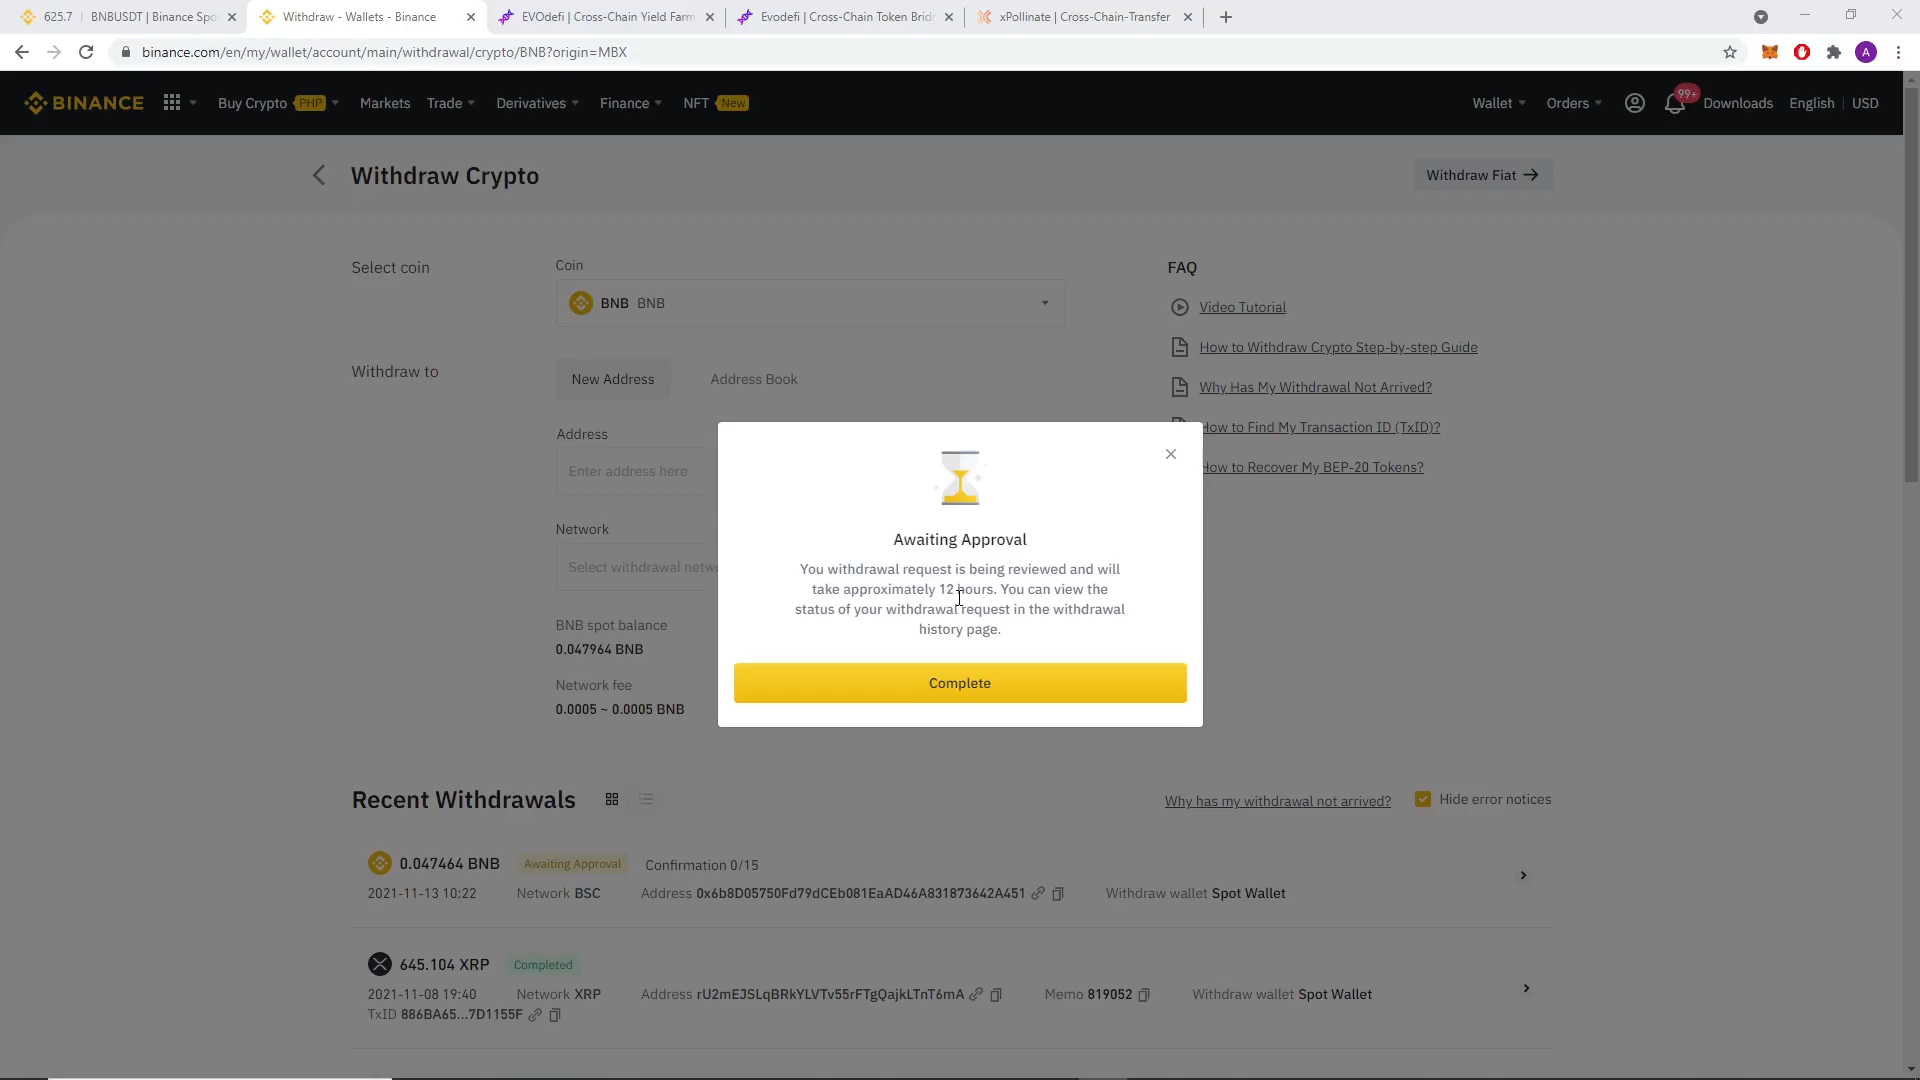 625.7 | BNBUSDT | Binance Spo
Withdraw - Wallets - Binance
EVOdefi | Cross-Chain Yield Farm
Evodefi | Cross-Chain Token Brid
xPollinate | Cross-Chain-Transfer
binance.com/en/my/wallet/account/main/withdrawal/crypto/BNB?origin=MBX
A
BINANCE
Buy Crypto PHP
Markets
Trade
Derivatives
Finance
NFT New
Wallet
Orders
99+
Downloads
English
USD
Withdraw Crypto
Withdraw Fiat
Select coin
Coin
BNB BNB
FAQ
Video Tutorial
How to Withdraw Crypto Step-by-step Guide
Why Has My Withdrawal Not Arrived?
How to Find My Transaction ID (TxID)?
How to Recover My BEP-20 Tokens?
Withdraw to
New Address
Address Book
Address
Enter address here
Network
Select withdrawal netw
BNB spot balance
0.047964 BNB
Network fee
0.0005 ~ 0.0005 BNB
Awaiting Approval
You withdrawal request is being reviewed and will
take approximately 12 hours. You can view the
status of your withdrawal request in the withdrawal
history page.
Complete
Recent Withdrawals
Why has my withdrawal not arrived?
Hide error notices
0.047464 BNB Awaiting Approval Confirmation 0/15
2021-11-13 10:22 Network BSC Address 0x6b8D05750Fd79dCEb081EaAD46A831873642A451 Withdraw wallet Spot Wallet
645.104 XRP Completed
2021-11-08 19:40 Network XRP Address rU2mEJSLqBRkYLVTv55rFTgQajkLTnT6mA Memo 819052 Withdraw wallet Spot Wallet
TxID 886BA65...7D1155F